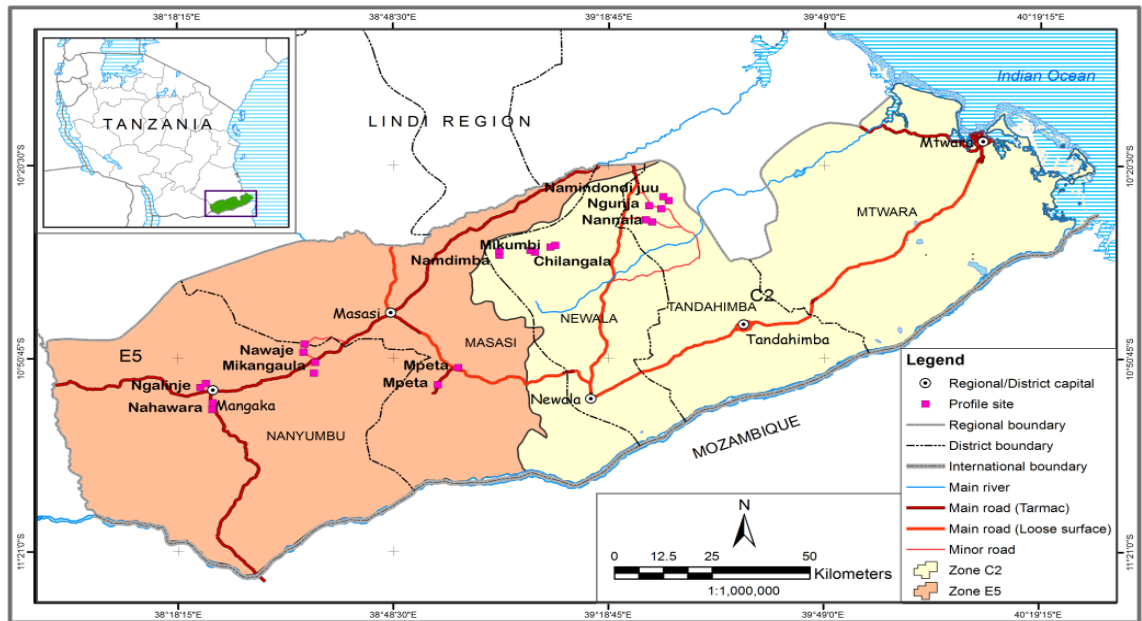 38°18'15"E
38°48'30"E
39°18'45"E
39°49'0"E
40°19'15"E
TANZANIA
LINDI REGION
Indian Ocean
Mtwara
10°20'30"S
10°20'30"S
Namindondi juu
Ngunja
Nannala
MTWARA
Mikumbi
Namdimba
Chilangala
C2
TANDAHIMBA
Masasi
NEWALA
Tandahimba
MASASI
E5
Nawaje
Mikangaula
Mpeta
10°50'45"S
10°50'45"S
Ngalinje
Mpeta
Nahawara
Mangaka
Newala
NANYUMBU
MOZAMBIQUE
Legend
Regional/District capital
Profile site
Regional boundary
District boundary
International boundary
Main river
Main road (Tarmac)
Main road (Loose surface)
Minor road
Zone C2
Zone E5
N
0 12.5 25 50
Kilometers
1:1,000,000
11°21'0"S
11°21'0"S
38°18'15"E
38°48'30"E
39°18'45"E
39°49'0"E
40°19'15"E